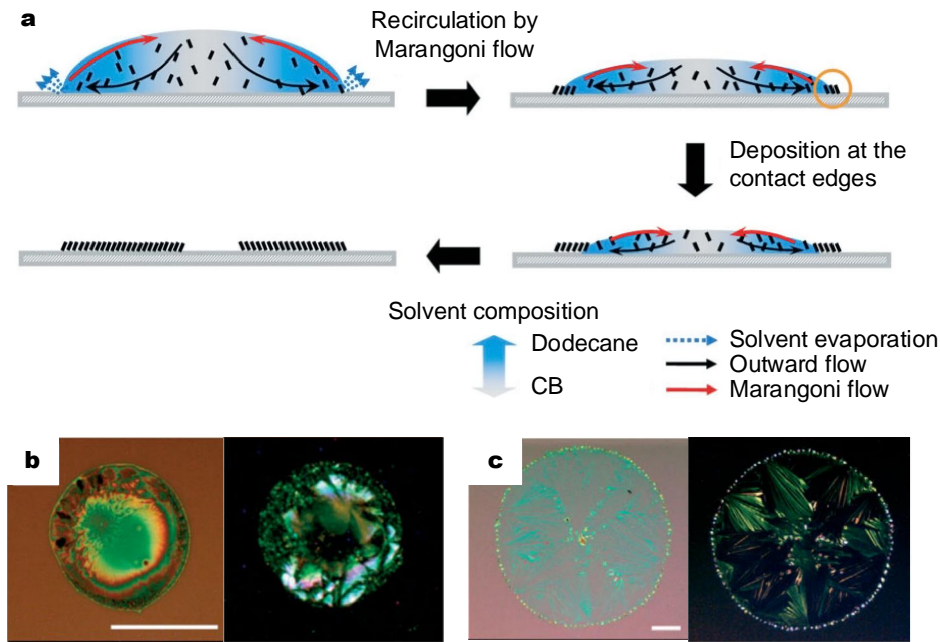 a
Recirculation by
Marangoni flow
Deposition at the
contact edges
Solvent composition
Dodecane
CB
Solvent evaporation
Outward flow
Marangoni flow
b
c